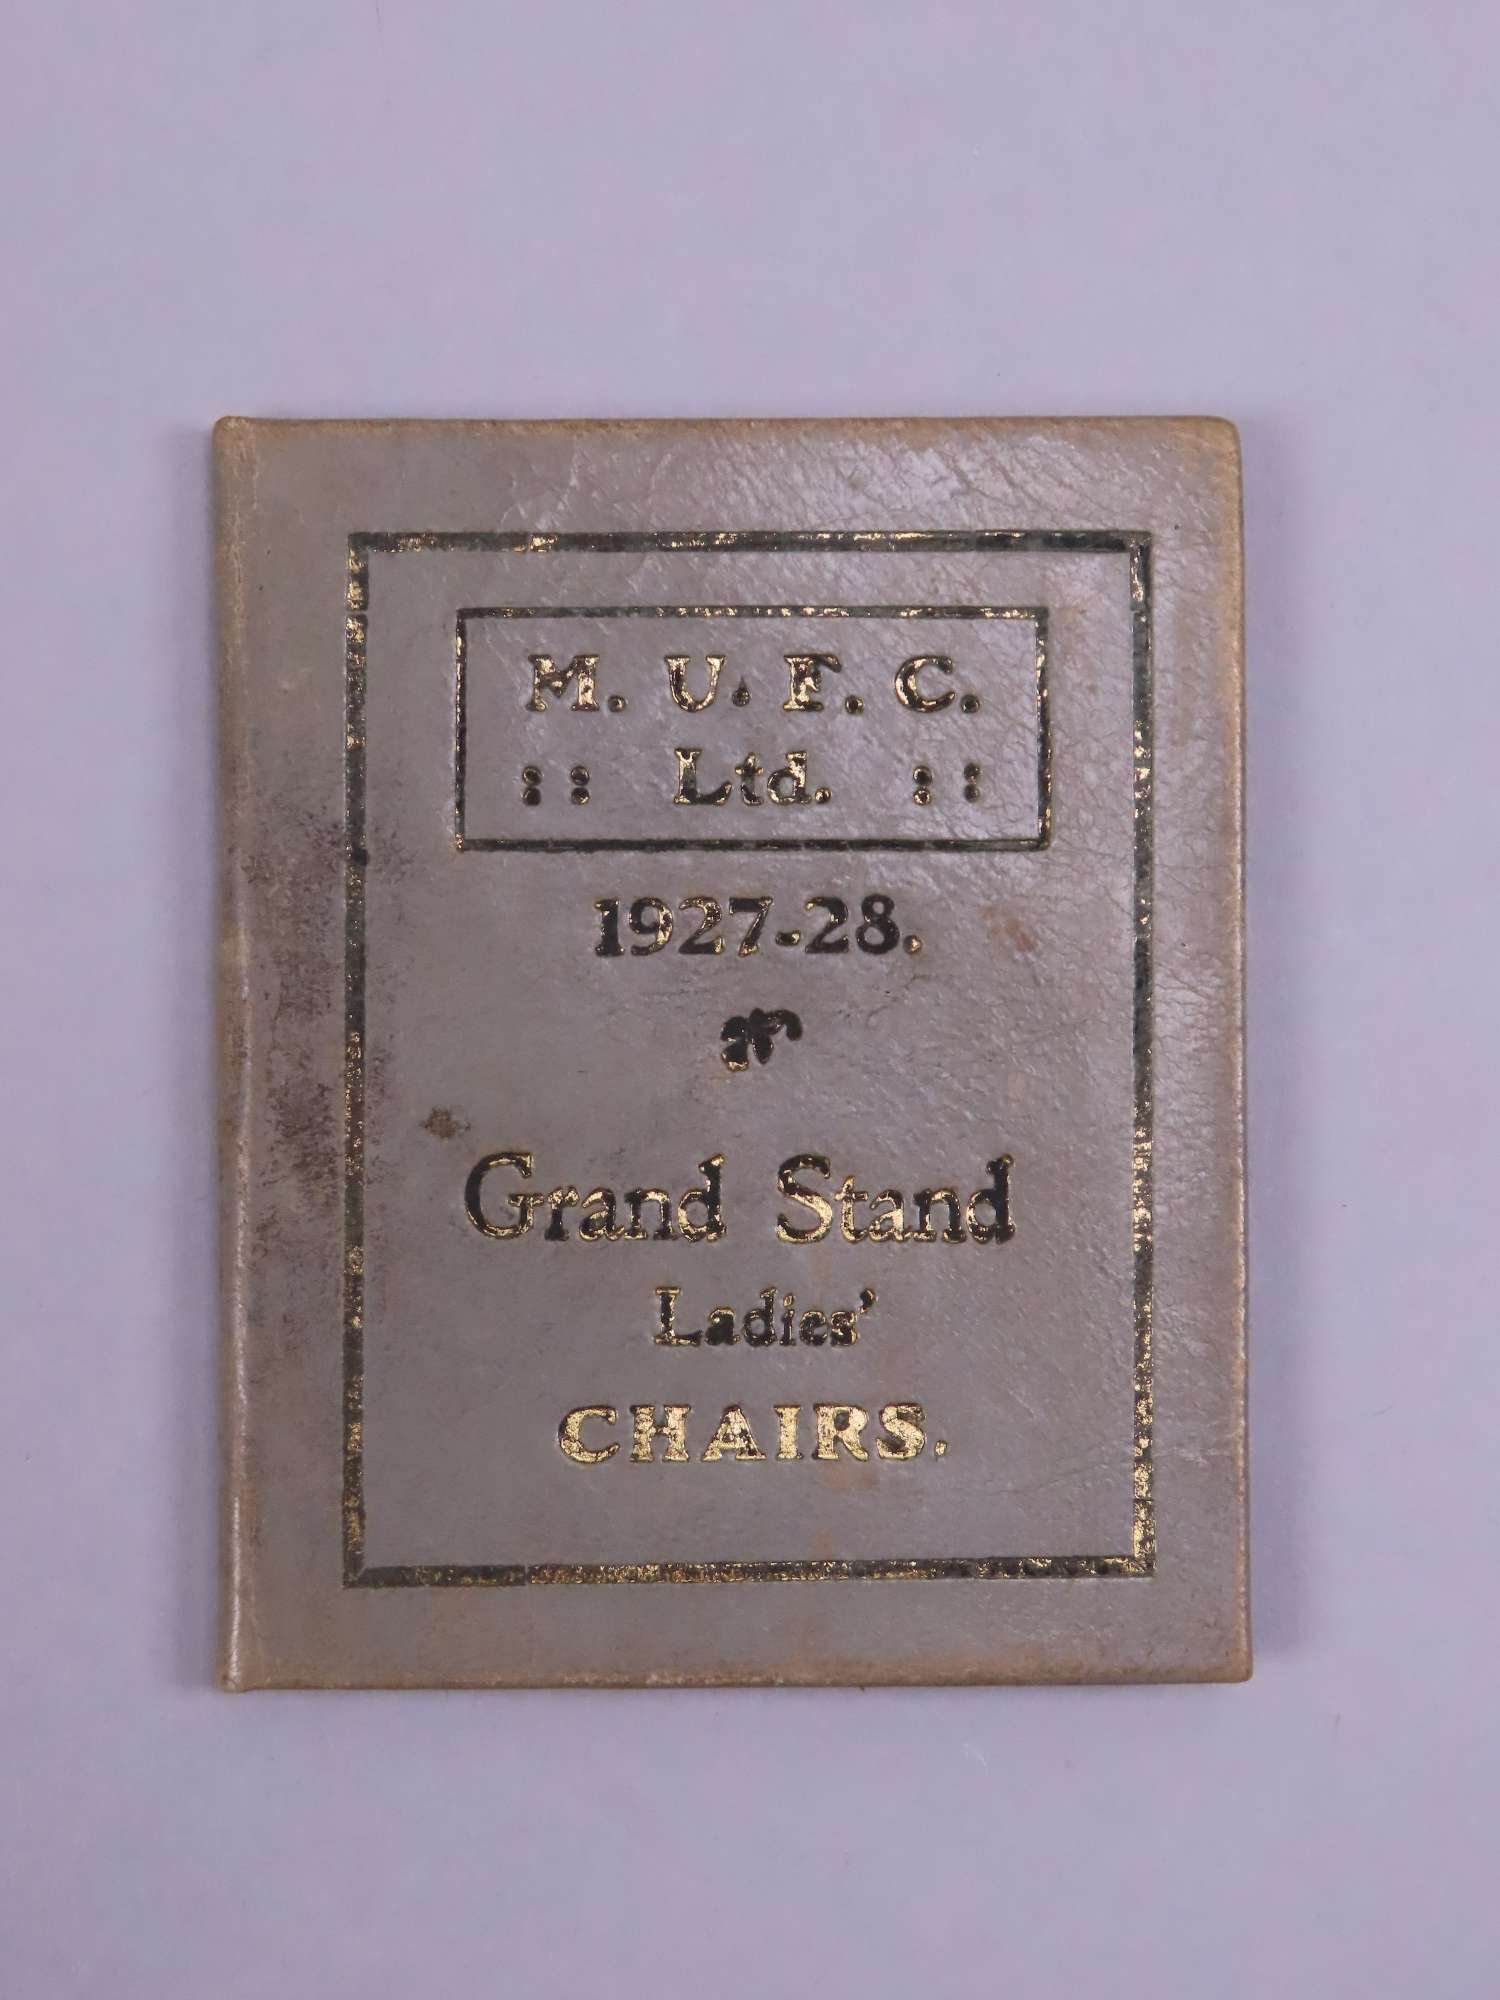 M. U. F. C.
:: Ltd. ::
1927-28.
Grand Stand
Ladies'
CHAIRS.